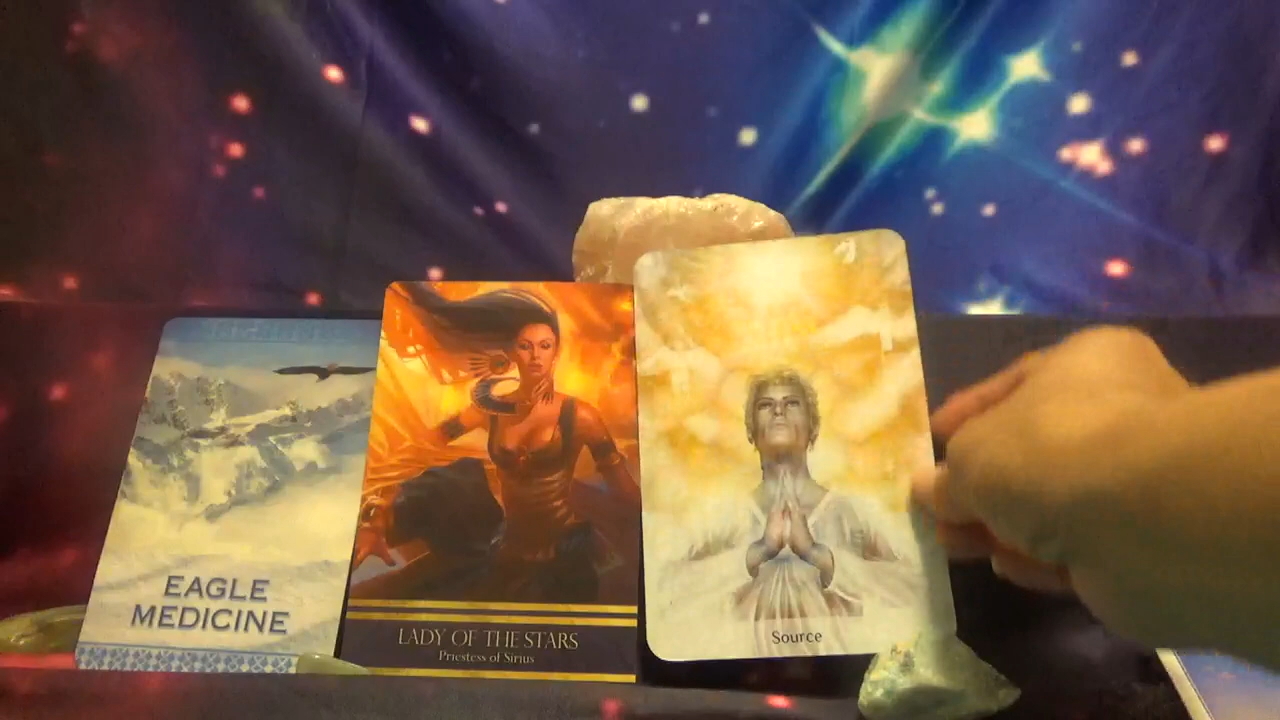 EAGLE
MEDICINE
LADY OF THE STARS
Priestess of Sirius
Source